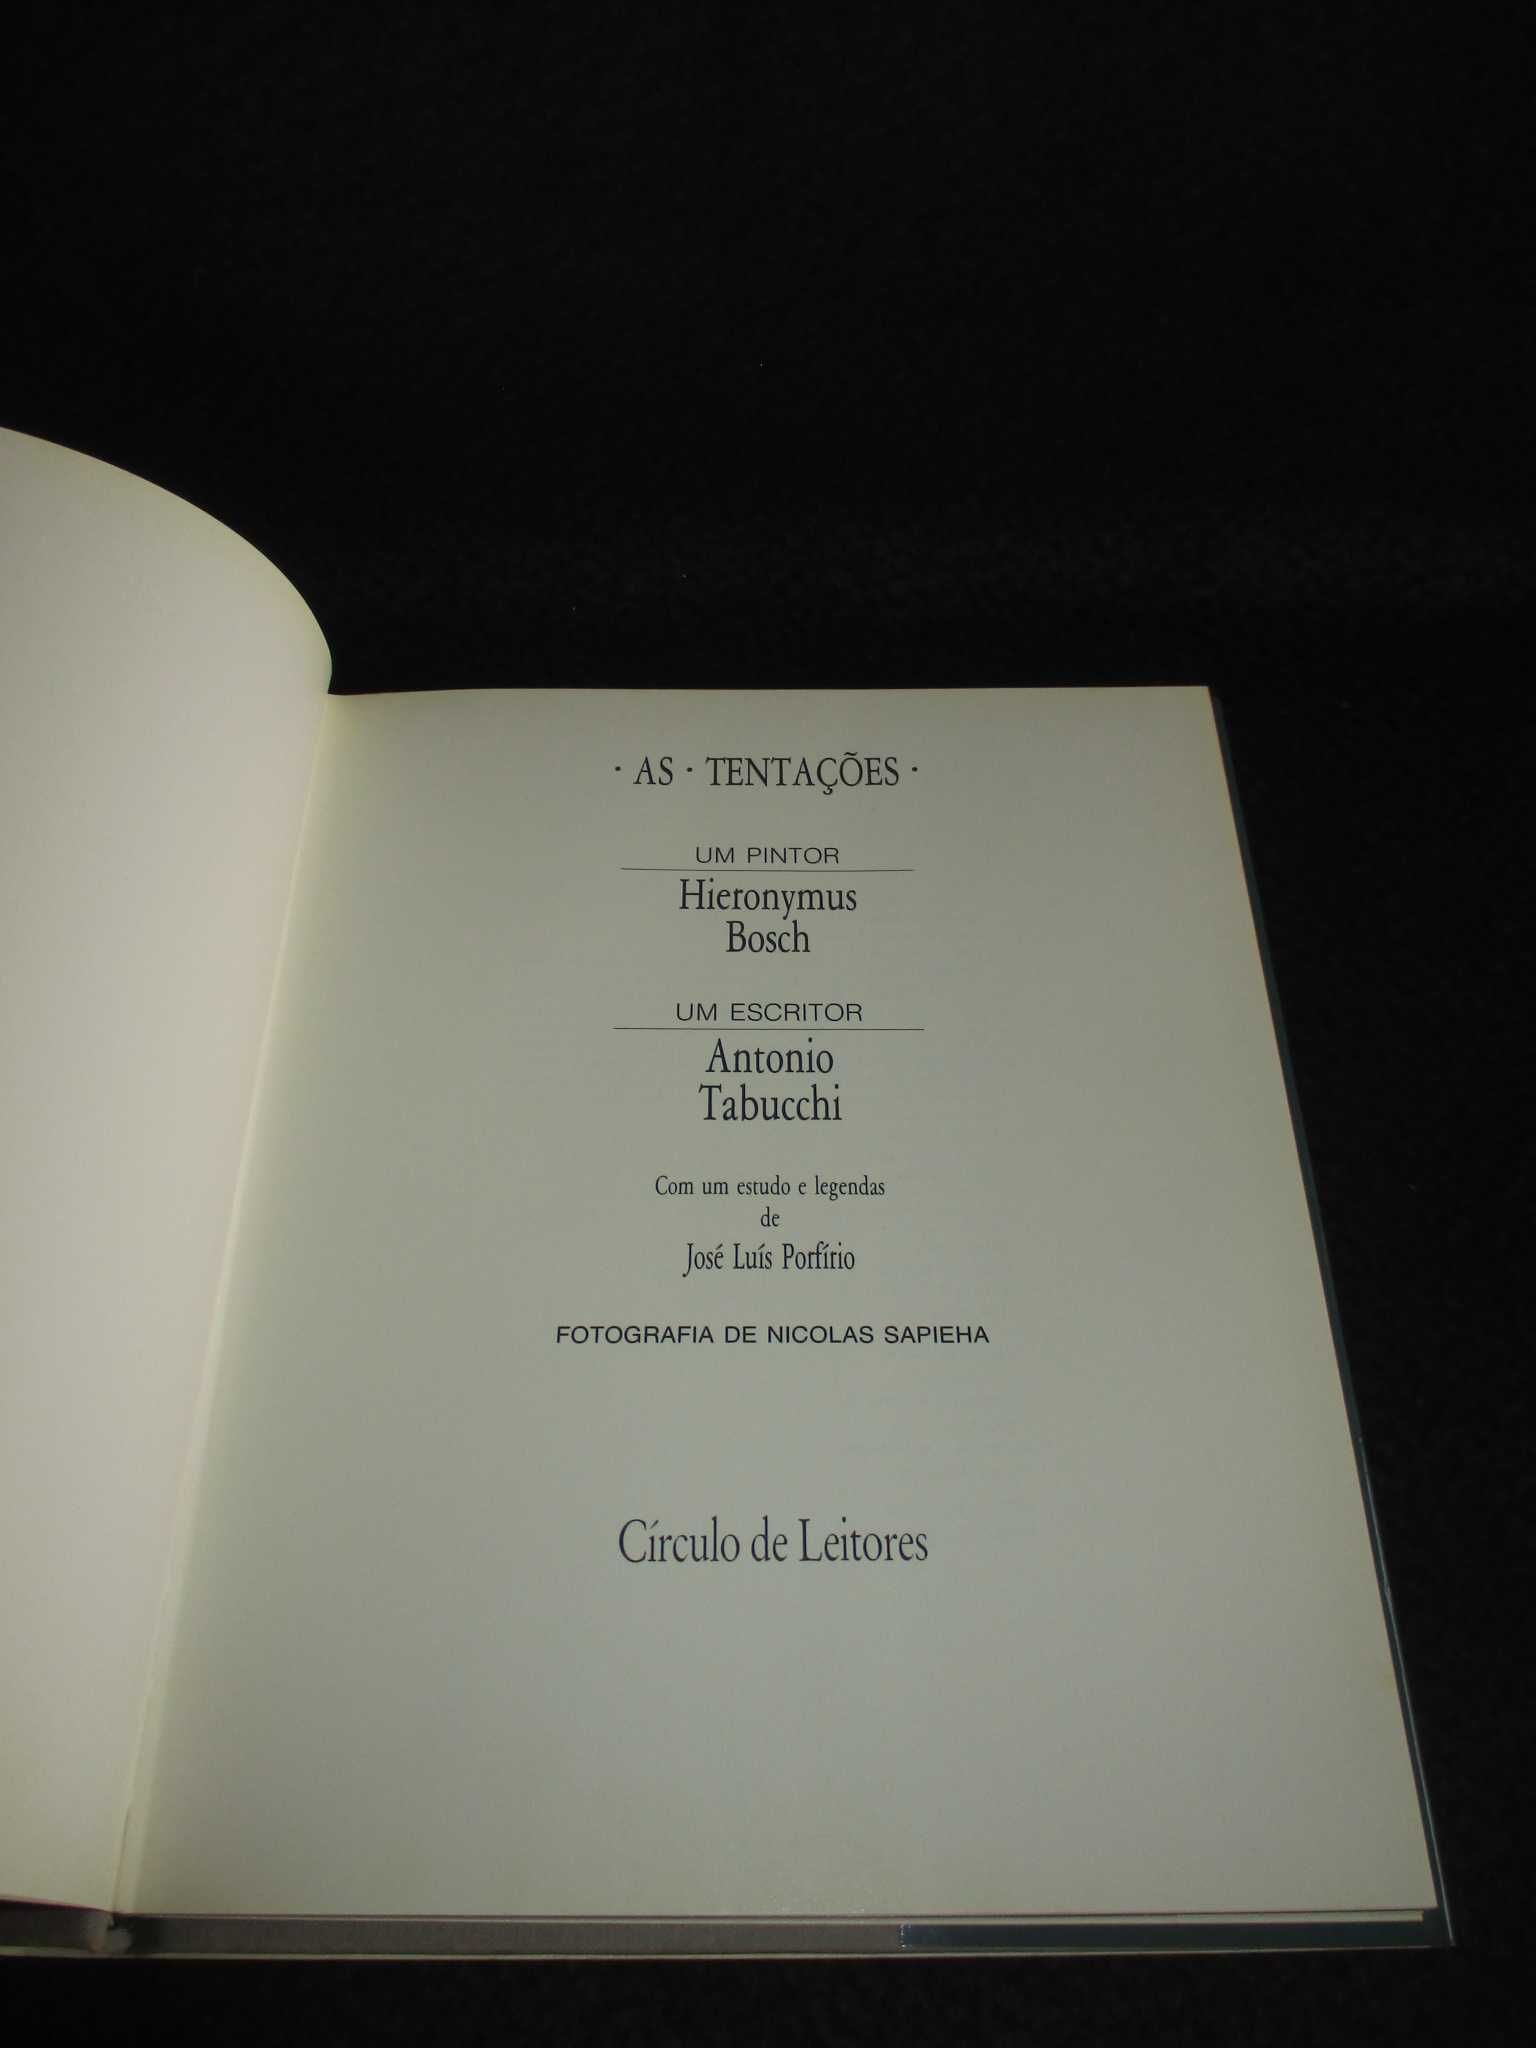 · AS · TENTAÇÕES ·
UM PINTOR
Hieronymus
Bosch
UM ESCRITOR
Antonio
Tabucchi
Com um estudo e legendas
de
José Luís Porfírio
FOTOGRAFIA DE NICOLAS SAPIEHA
Círculo de Leitores